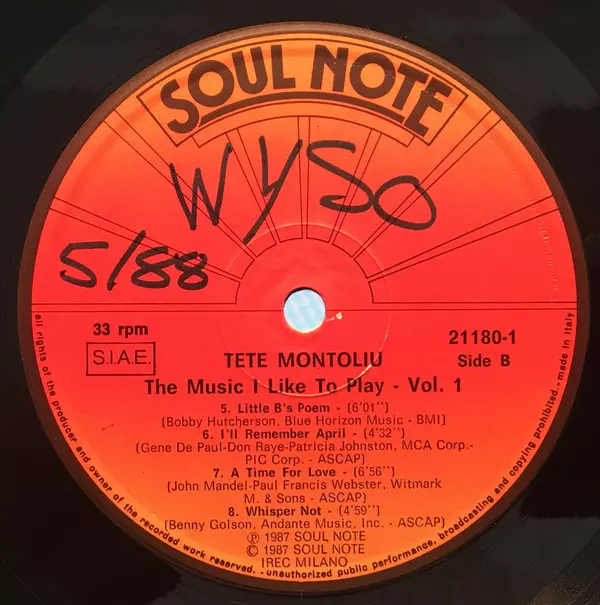 SOUL NOTE
WYSO
5/88
33 rpm
21180-1
S.I.A.E.
Side B
TETE MONTOLIU
The Music I Like To Play - Vol. 1
5. Little B's Poem - (6'01'')
(Bobby Hutcherson, Blue Horizon Music - BMI)
6. I'll Remember April - (4'32'')
(Gene De Paul-Don Raye-Patricia Johnston, MCA Corp.-
PIC Corp. - ASCAP)
7. A Time For Love - (6'56'')
(John Mandel-Paul Francis Webster, Witmark
M. & Sons - ASCAP)
8. Whisper Not - (4'59'')
(Benny Golson, Andante Music, Inc. - ASCAP)
℗ 1987 SOUL NOTE
© 1987 SOUL NOTE
IREC MILANO
all rights of the producer and owner of the recorded work reserved. - unauthorized public performance, broadcasting and copying prohibited. - made in Italy